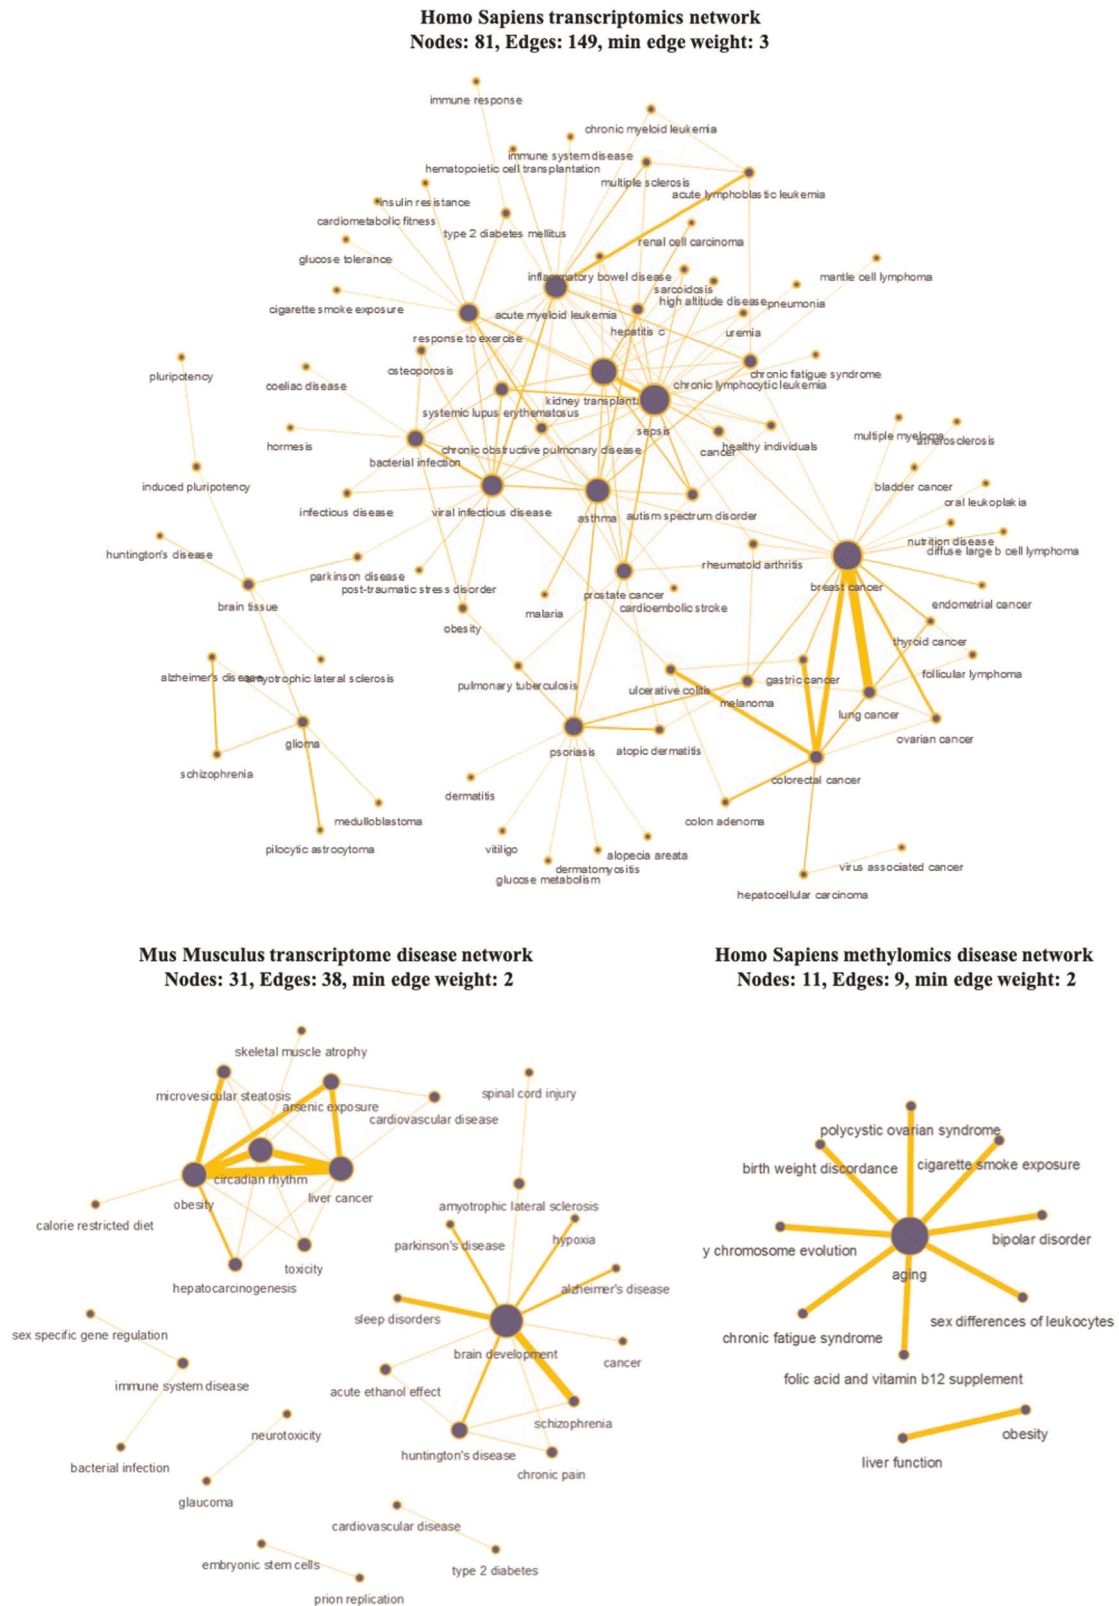 Homo Sapiens transcriptomics network
Nodes: 81, Edges: 149, min edge weight: 3
immune response
chronic myeloid leukemia
immune system disease
hematopoietic cell transplantation
multiple sclerosis
acute lymphoblastic leukemia
insulin resistance
cardiometabolic fitness
type 2 diabetes mellitus
renal cell carcinoma
glucose tolerance
inflammatory bowel disease
mantle cell lymphoma
sarcoidosis
high altitude disease
pneumonia
cigarette smoke exposure
acute myeloid leukemia
hepatitis c
uremia
response to exercise
osteoporosis
chronic fatigue syndrome
pluripotency
coeliac disease
chronic lymphocytic leukemia
kidney transplant
systemic lupus erythematosus
sepsis
multiple myeloma
atherosclerosis
hormesis
chronic obstructive pulmonary disease
cancer
healthy individuals
bacterial infection
induced pluripotency
bladder cancer
oral leukoplakia
infectious disease
viral infectious disease
asthma
autism spectrum disorder
nutrition disease
diffuse large b cell lymphoma
huntington's disease
rheumatoid arthritis
parkinson disease
post-traumatic stress disorder
breast cancer
brain tissue
prostate cancer
malaria
cardioembolic stroke
endometrial cancer
obesity
thyroid cancer
alzheimer's disease
amyotrophic lateral sclerosis
pulmonary tuberculosis
ulcerative colitis
gastric cancer
follicular lymphoma
melanoma
lung cancer
ovarian cancer
glioma
psoriasis
atopic dermatitis
schizophrenia
colorectal cancer
dermatitis
medulloblastoma
colon adenoma
pilocytic astrocytoma
vitiligo
alopecia areata
dermatomyositis
glucose metabolism
virus associated cancer
hepatocellular carcinoma
Mus Musculus transcriptome disease network
Nodes: 31, Edges: 38, min edge weight: 2
skeletal muscle atrophy
microvesicular steatosis
arsenic exposure
cardiovascular disease
spinal cord injury
circadian rhythm
liver cancer
obesity
calorie restricted diet
amyotrophic lateral sclerosis
parkinson's disease
hypoxia
toxicity
hepatocarcinogenesis
alzheimer's disease
sleep disorders
sex specific gene regulation
brain development
cancer
immune system disease
acute ethanol effect
schizophrenia
neurotoxicity
huntington's disease
bacterial infection
chronic pain
glaucoma
cardiovascular disease
embryonic stem cells
type 2 diabetes
prion replication
Homo Sapiens methylomics disease network
Nodes: 11, Edges: 9, min edge weight: 2
polycystic ovarian syndrome
birth weight discordance
cigarette smoke exposure
y chromosome evolution
bipolar disorder
aging
sex differences of leukocytes
chronic fatigue syndrome
folic acid and vitamin b12 supplement
obesity
liver function